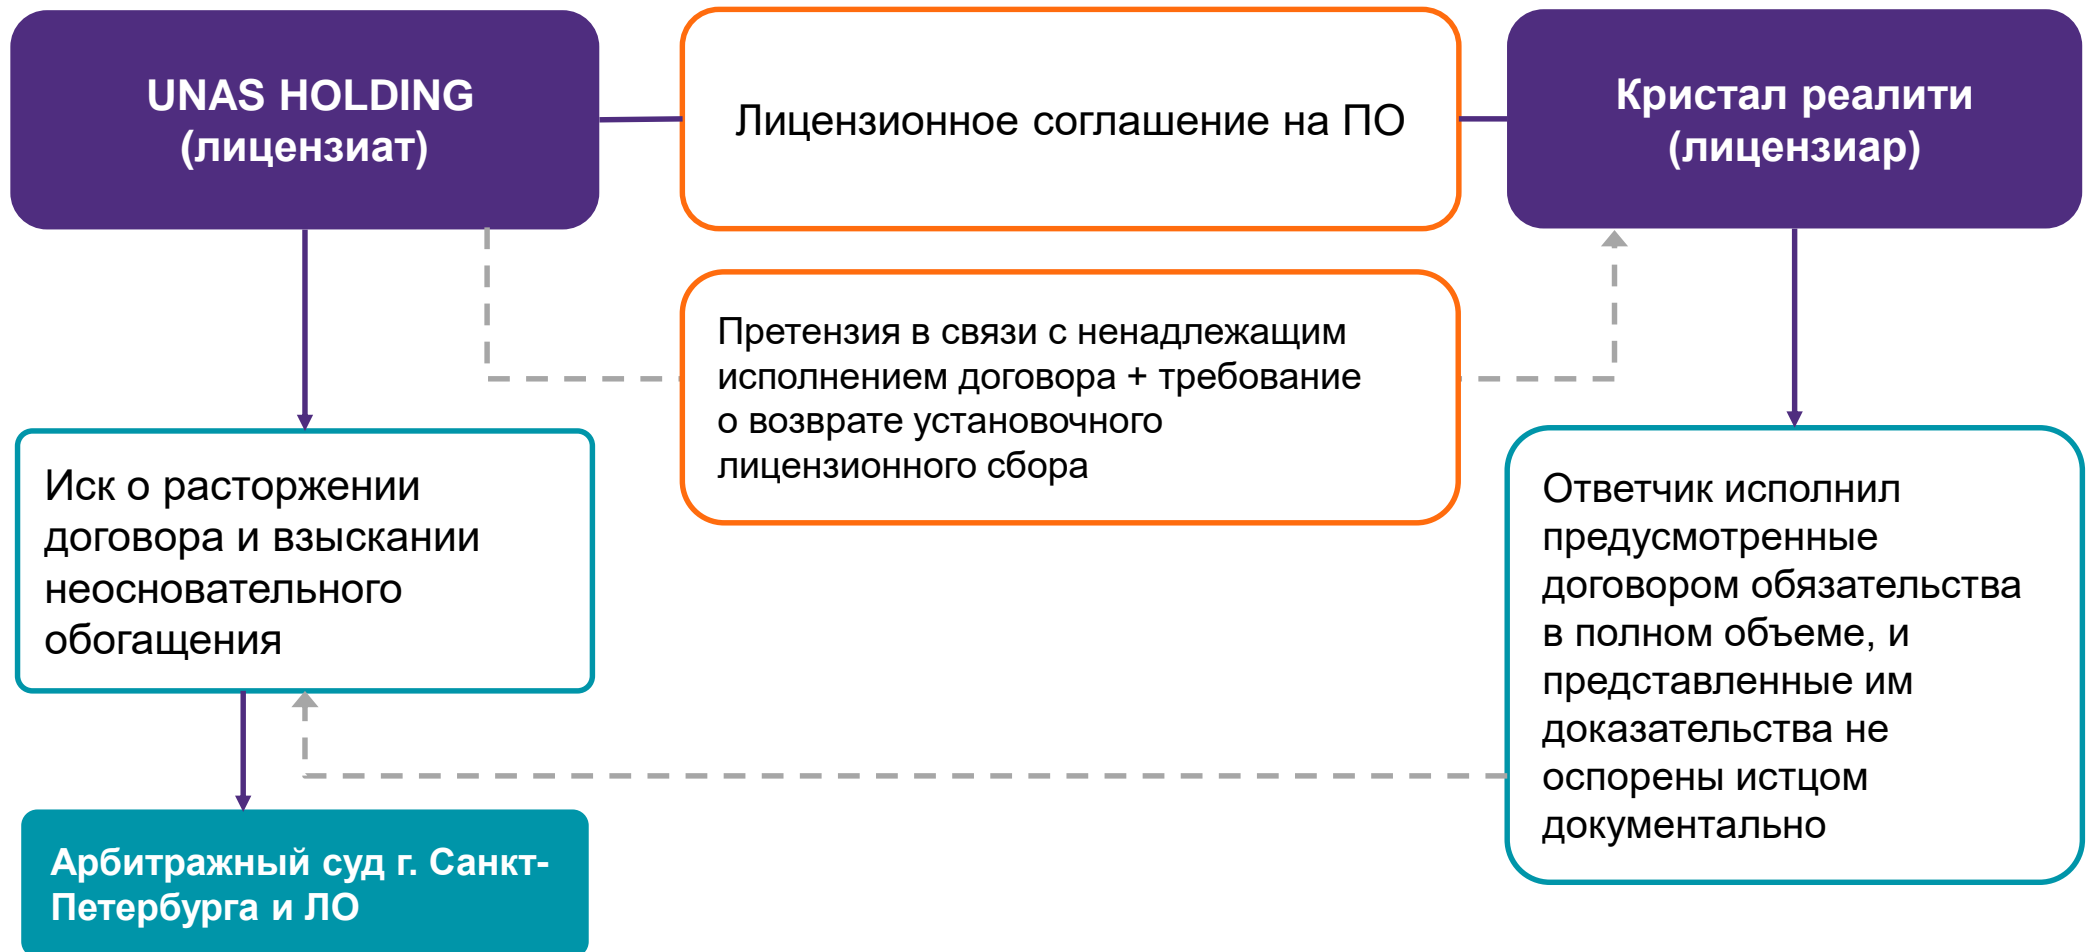 UNAS HOLDING
(лицензиат)
Лицензионное соглашение на ПО
Кристал реалити
(лицензиар)
Претензия в связи с ненадлежащим
исполнением договора + требование
о возврате установочного
лицензионного сбора
Иск о расторжении
договора и взыскании
неосновательного
обогащения
Ответчик исполнил
предусмотренные
договором обязательства
в полном объеме, и
представленные им
доказательства не
оспорены истцом
документально
Арбитражный суд г. Санкт-
Петербурга и ЛО